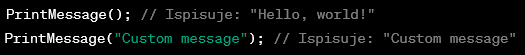 PrintMessage(); // Ispisuje: "Hello, world!"
PrintMessage("Custom message"); // Ispisuje: "Custom message"